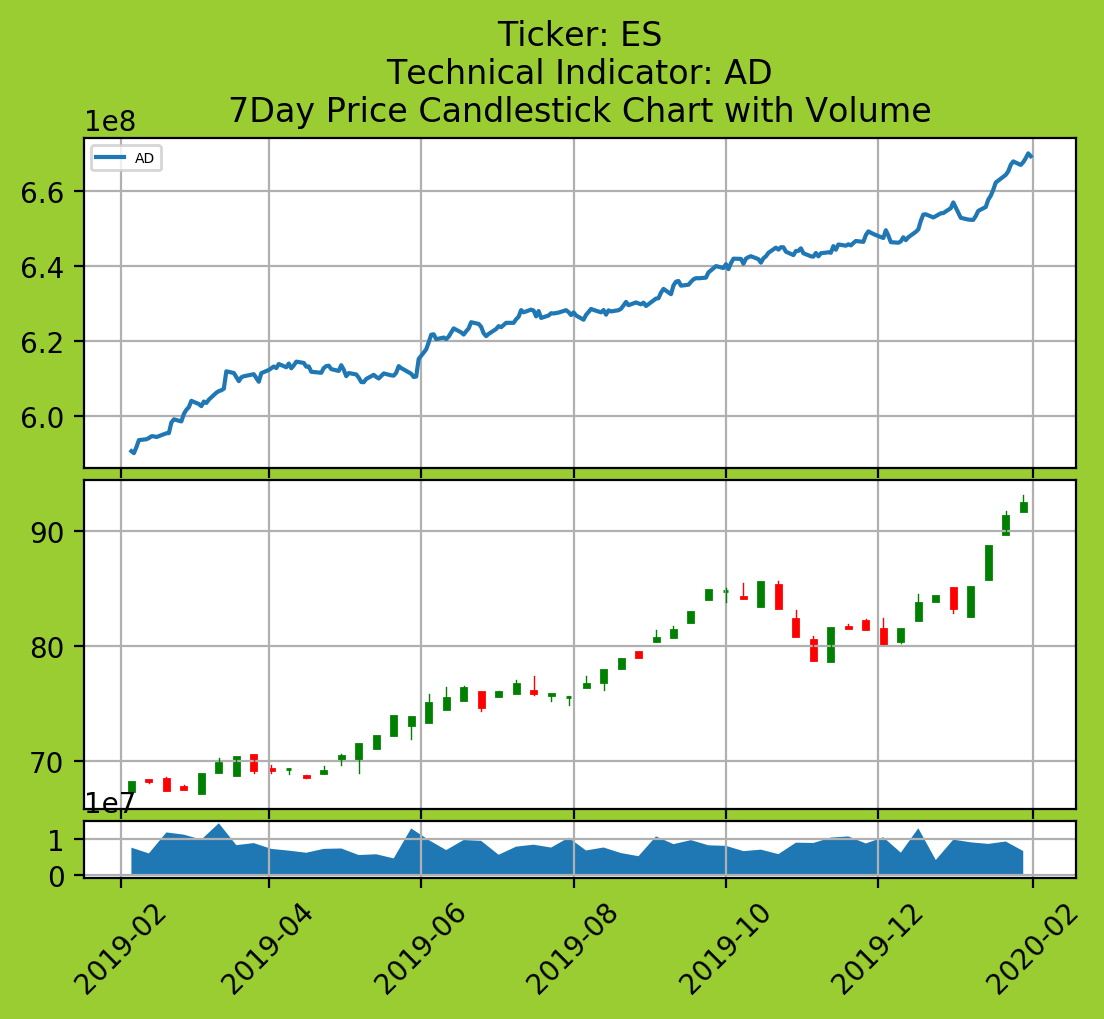 Ticker: ES
Technical Indicator: AD
7Day Price Candlestick Chart with Volume
1e8
AD
6.6
6.4
6.2
6.0
90
80
70
1e7
1
0
2019-02
2019-04
2019-06
2019-08
2019-10
2019-12
2020-02